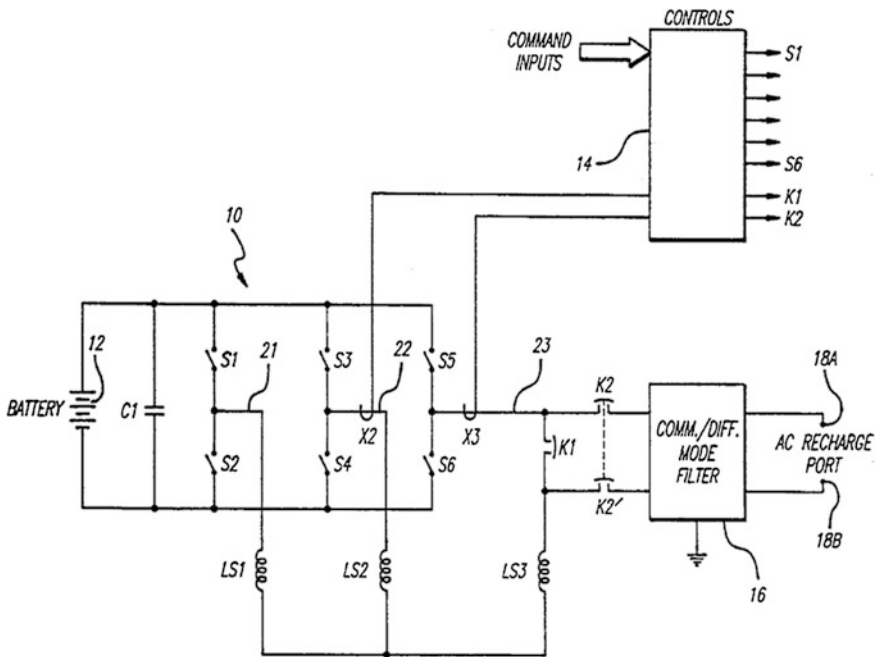 CONTROLS
COMMAND
INPUTS
S1
14
S6
K1
K2
10
12
BATTERY
C1
S1
21
S3
22
S5
23
K2
18A
X2
X3
K1
COMM./DIFF.
MODE
FILTER
AC RECHARGE
PORT
S2
S4
S6
K2'
18B
LS1
LS2
LS3
16